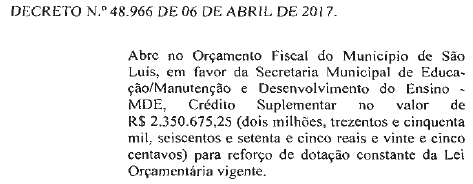 DECRETO N.º 48.966 DE 06 DE ABRIL DE 2017.
Abre no Orçamento Fiscal do Município de São
Luís, em favor da Secretaria Municipal de Educa-
ção/Manutenção e Desenvolvimento do Ensino -
MDE, Crédito Suplementar no valor de
R$ 2.350.675,25 (dois milhões, trezentos e cinquenta
mil, seiscentos e setenta e cinco reais e vinte e cinco
centavos) para reforço de dotação constante da Lei
Orçamentária vigente.